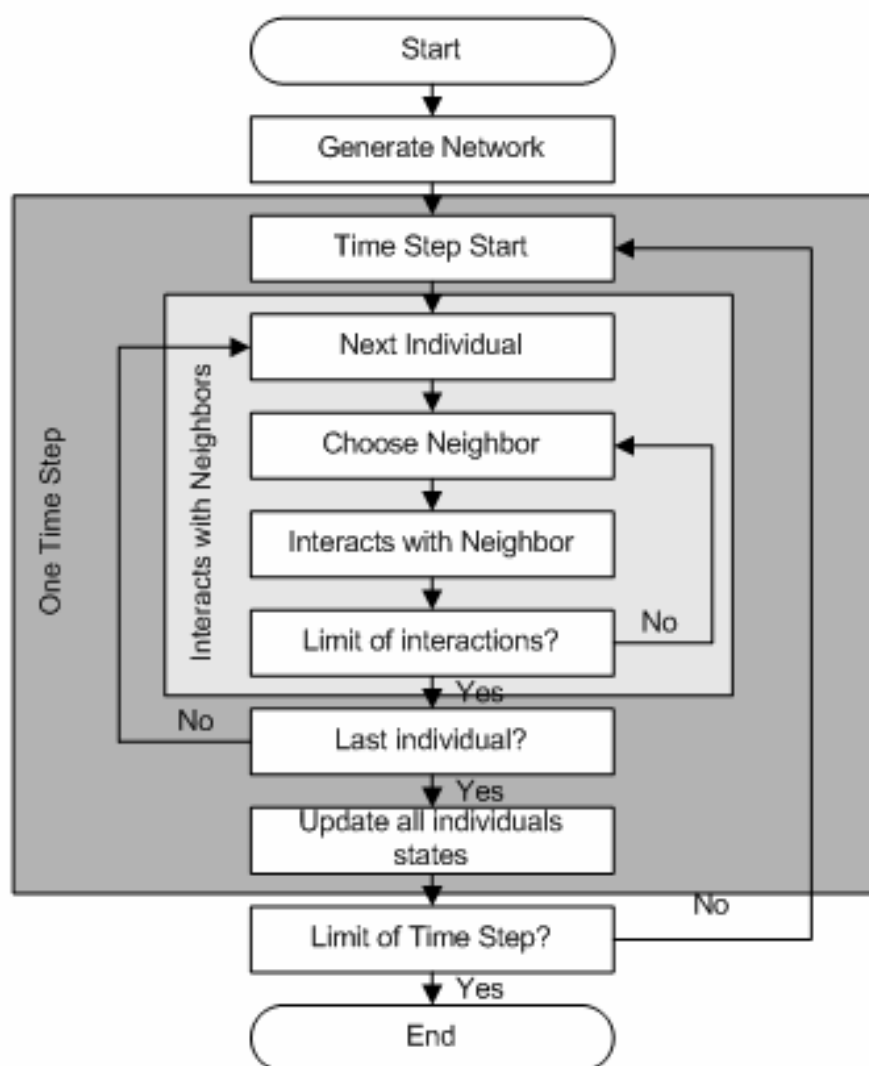 Start
Generate Network
Time Step Start
Next Individual
Choose Neighbor
Interacts with Neighbor
Limit of interactions?
No
Yes
Interacts with Neighbors
One Time Step
No
Last individual?
Yes
Update all individuals
states
No
Limit of Time Step?
Yes
End